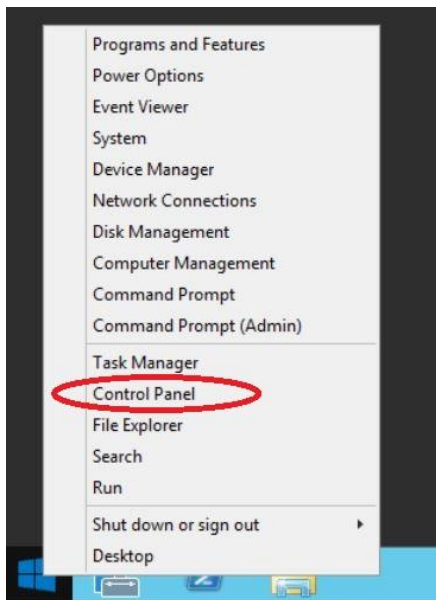 Programs and Features
Power Options
Event Viewer
System
Device Manager
Network Connections
Disk Management
Computer Management
Command Prompt
Command Prompt (Admin)
Task Manager
Control Panel
File Explorer
Search
Run
Shut down or sign out
Desktop